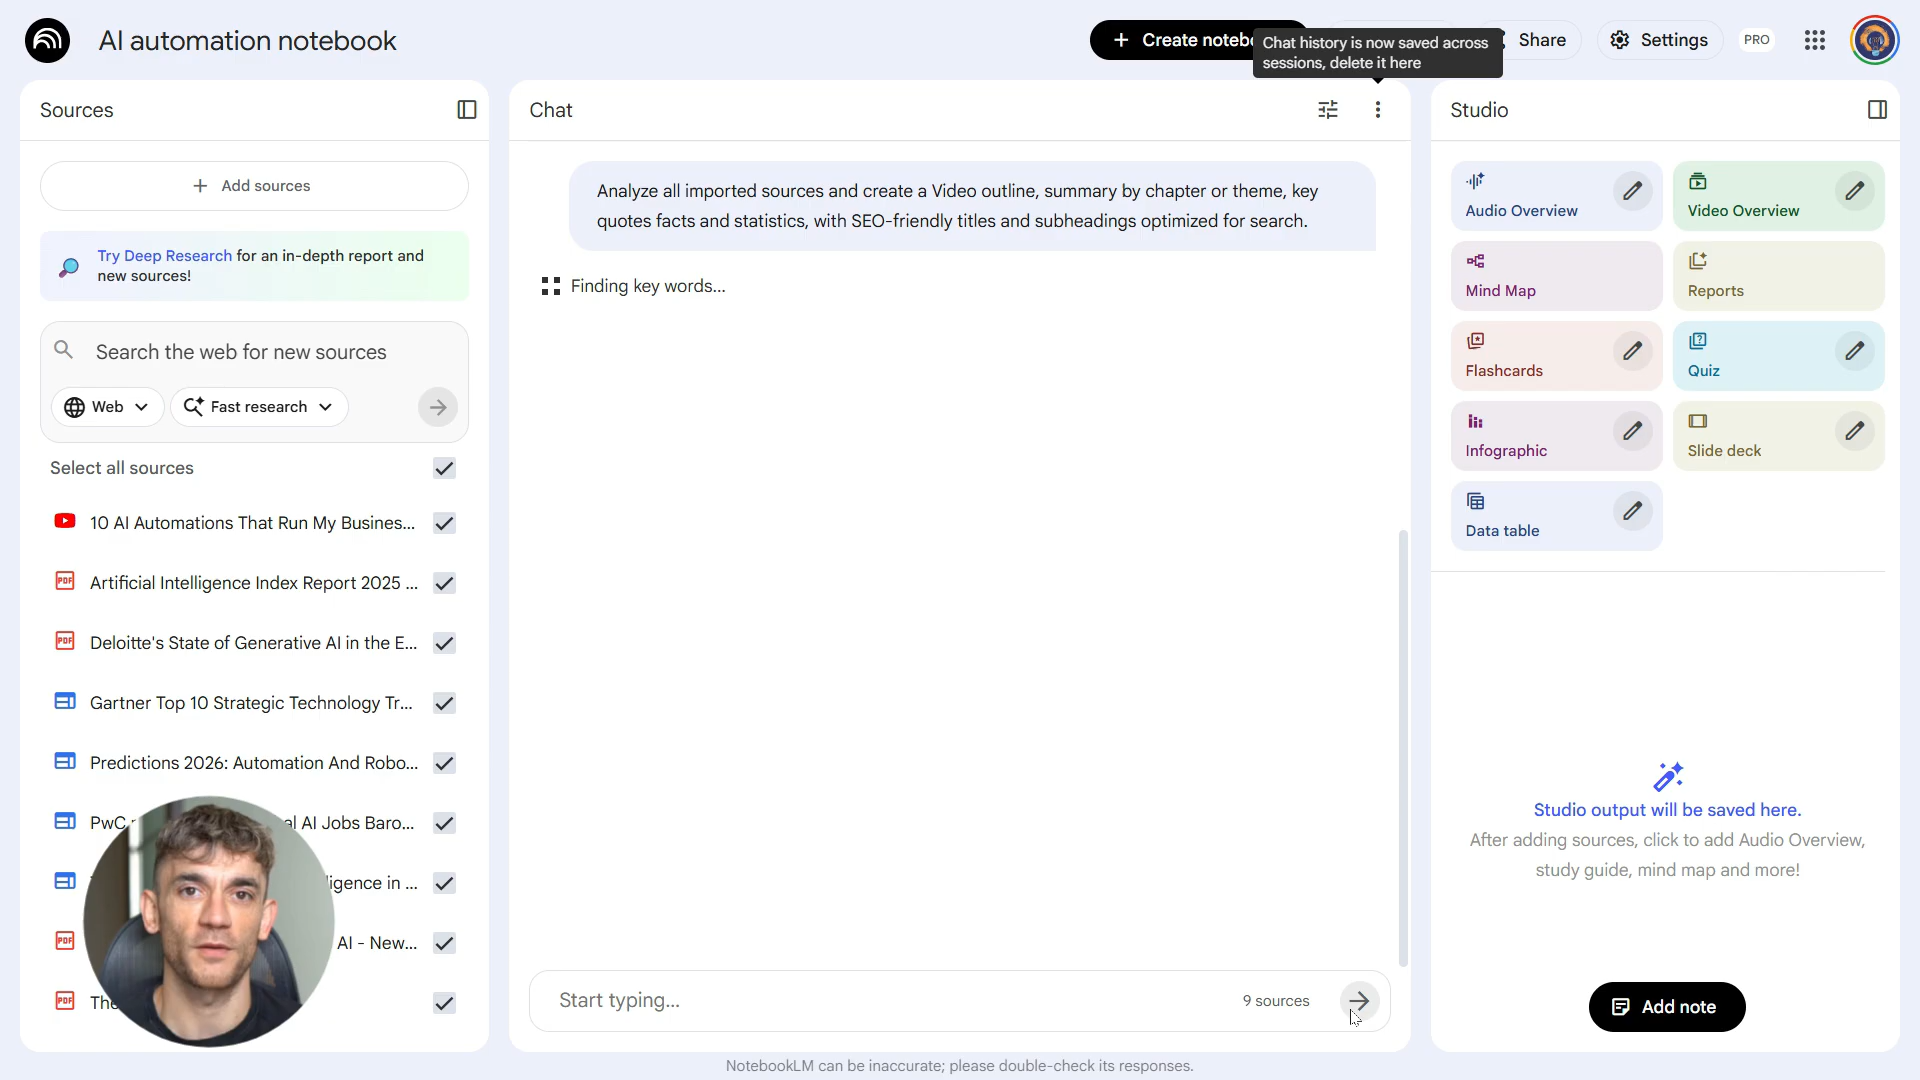 AI automation notebook
Create notebo
Chat history is now saved across
sessions, delete it here
Share
Settings
PRO
Sources
Add sources
Try Deep Research for an in-depth report and
new sources!
Search the web for new sources
Web
Fast research
Select all sources
10 AI Automations That Run My Busines...
Artificial Intelligence Index Report 2025 ...
Deloitte's State of Generative AI in the E...
Gartner Top 10 Strategic Technology Tr...
Predictions 2026: Automation And Robo...
PwC al AI Jobs Baro...
ligence in ...
AI - New...
The
Chat
Analyze all imported sources and create a Video outline, summary by chapter or theme, key
quotes facts and statistics, with SEO-friendly titles and subheadings optimized for search.
Finding key words...
Start typing...
9 sources
NotebookLM can be inaccurate; please double-check its responses.
Studio
Audio Overview
Video Overview
Mind Map
Reports
Flashcards
Quiz
Infographic
Slide deck
Data table
Studio output will be saved here.
After adding sources, click to add Audio Overview,
study guide, mind map and more!
Add note